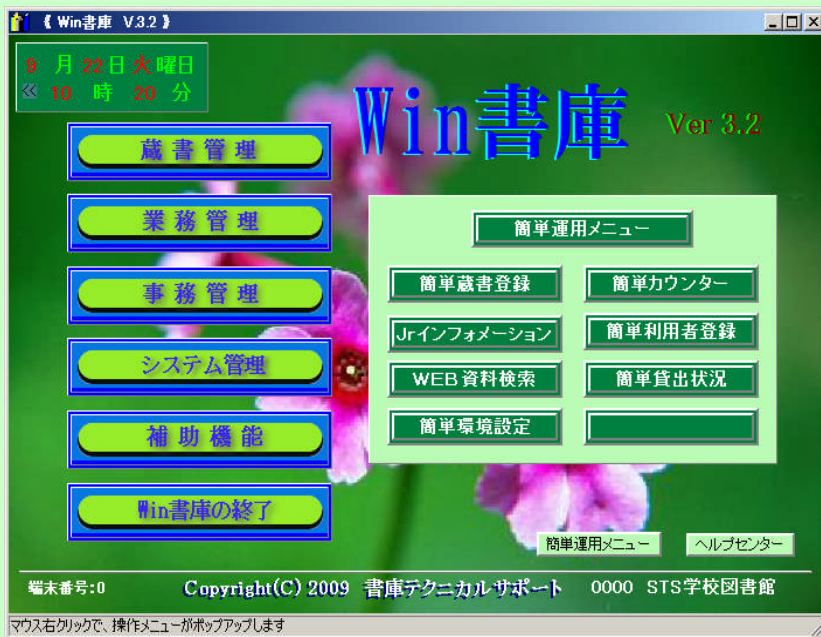 《 Win書庫 V.3.2 》
9 月 22日 火曜日
≪ 10 時 20 分
Win書庫 Ver 3.2
蔵書管理
業務管理
事務管理
システム管理
補助機能
Win書庫の終了
簡単運用メニュー
簡単蔵書登録 簡単カウンター
Jrインフォメーション 簡単利用者登録
WEB資料検索 簡単貸出状況
簡単環境設定
簡単運用メニュー ヘルプセンター
端末番号:0 Copyright(C) 2009 書庫テクニカルサポート 0000 STS学校図書館
マウス右クリックで、操作メニューがポップアップします